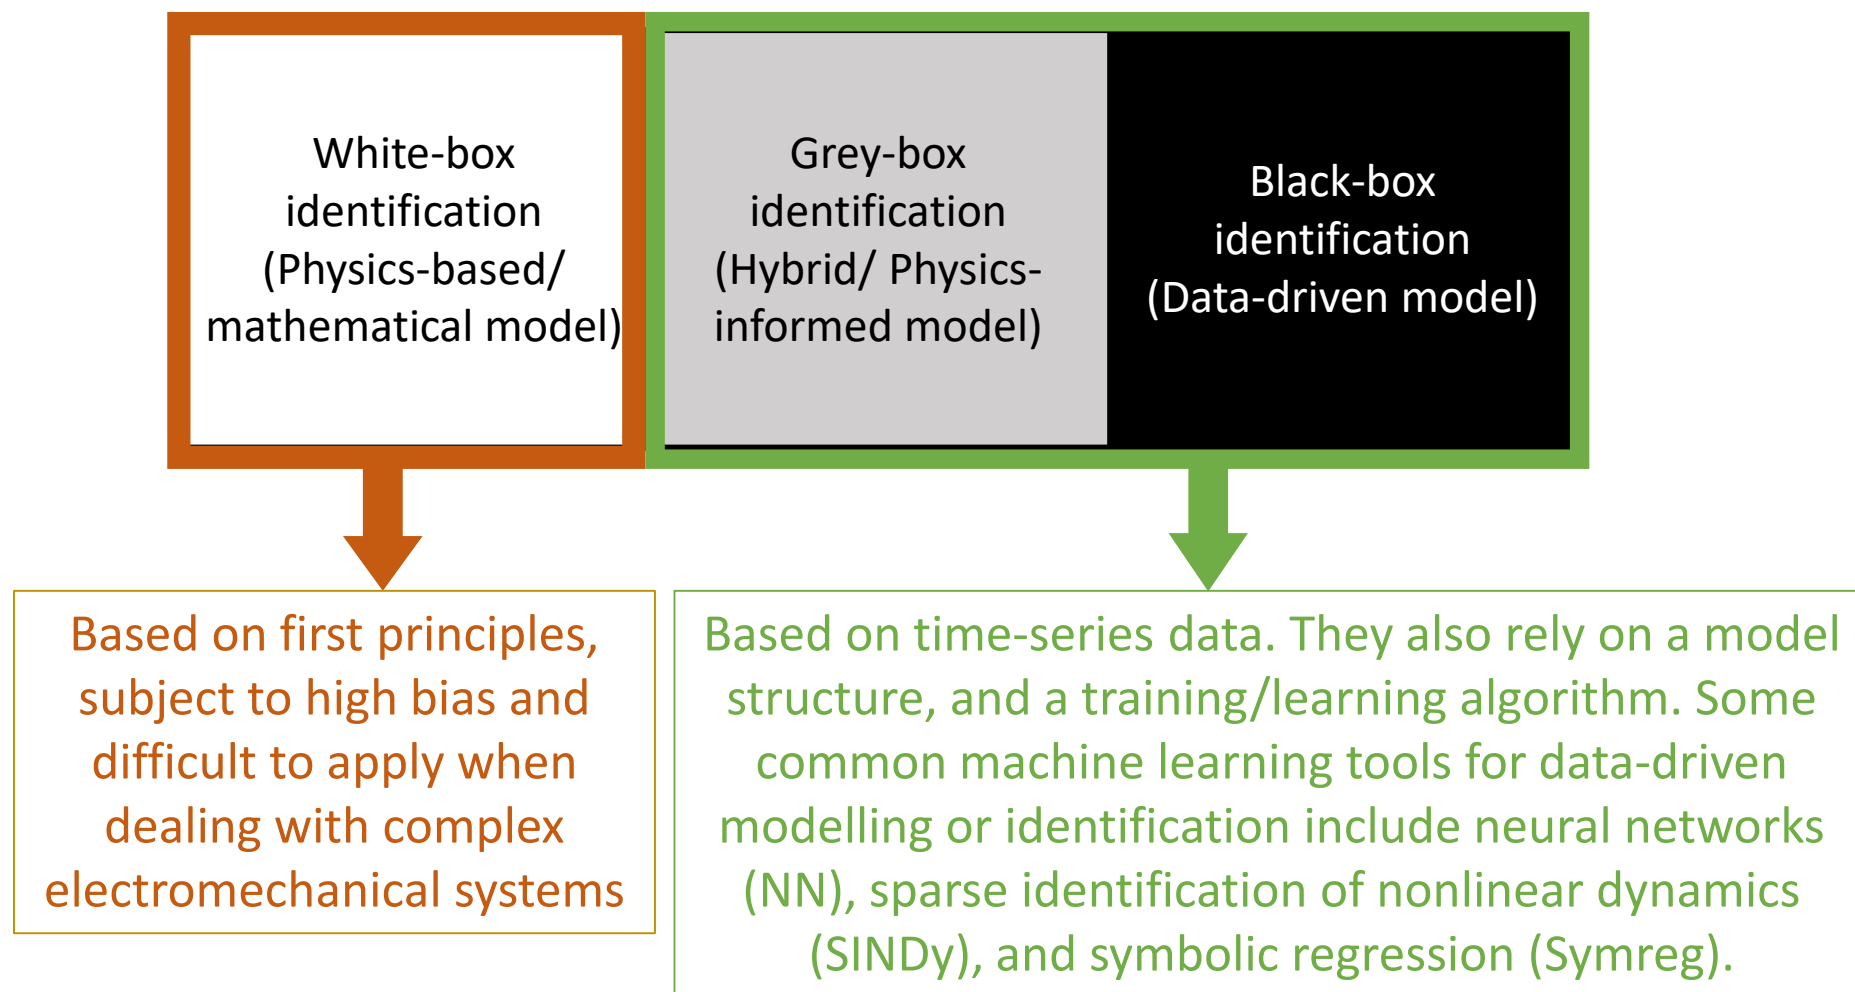 White-box
identification
(Physics-based/
mathematical model)
Grey-box
identification
(Hybrid/ Physics-
informed model)
Black-box
identification
(Data-driven model)
Based on first principles,
subject to high bias and
difficult to apply when
dealing with complex
electromechanical systems
Based on time-series data. They also rely on a model
structure, and a training/learning algorithm. Some
common machine learning tools for data-driven
modelling or identification include neural networks
(NN), sparse identification of nonlinear dynamics
(SINDy), and symbolic regression (Symreg).